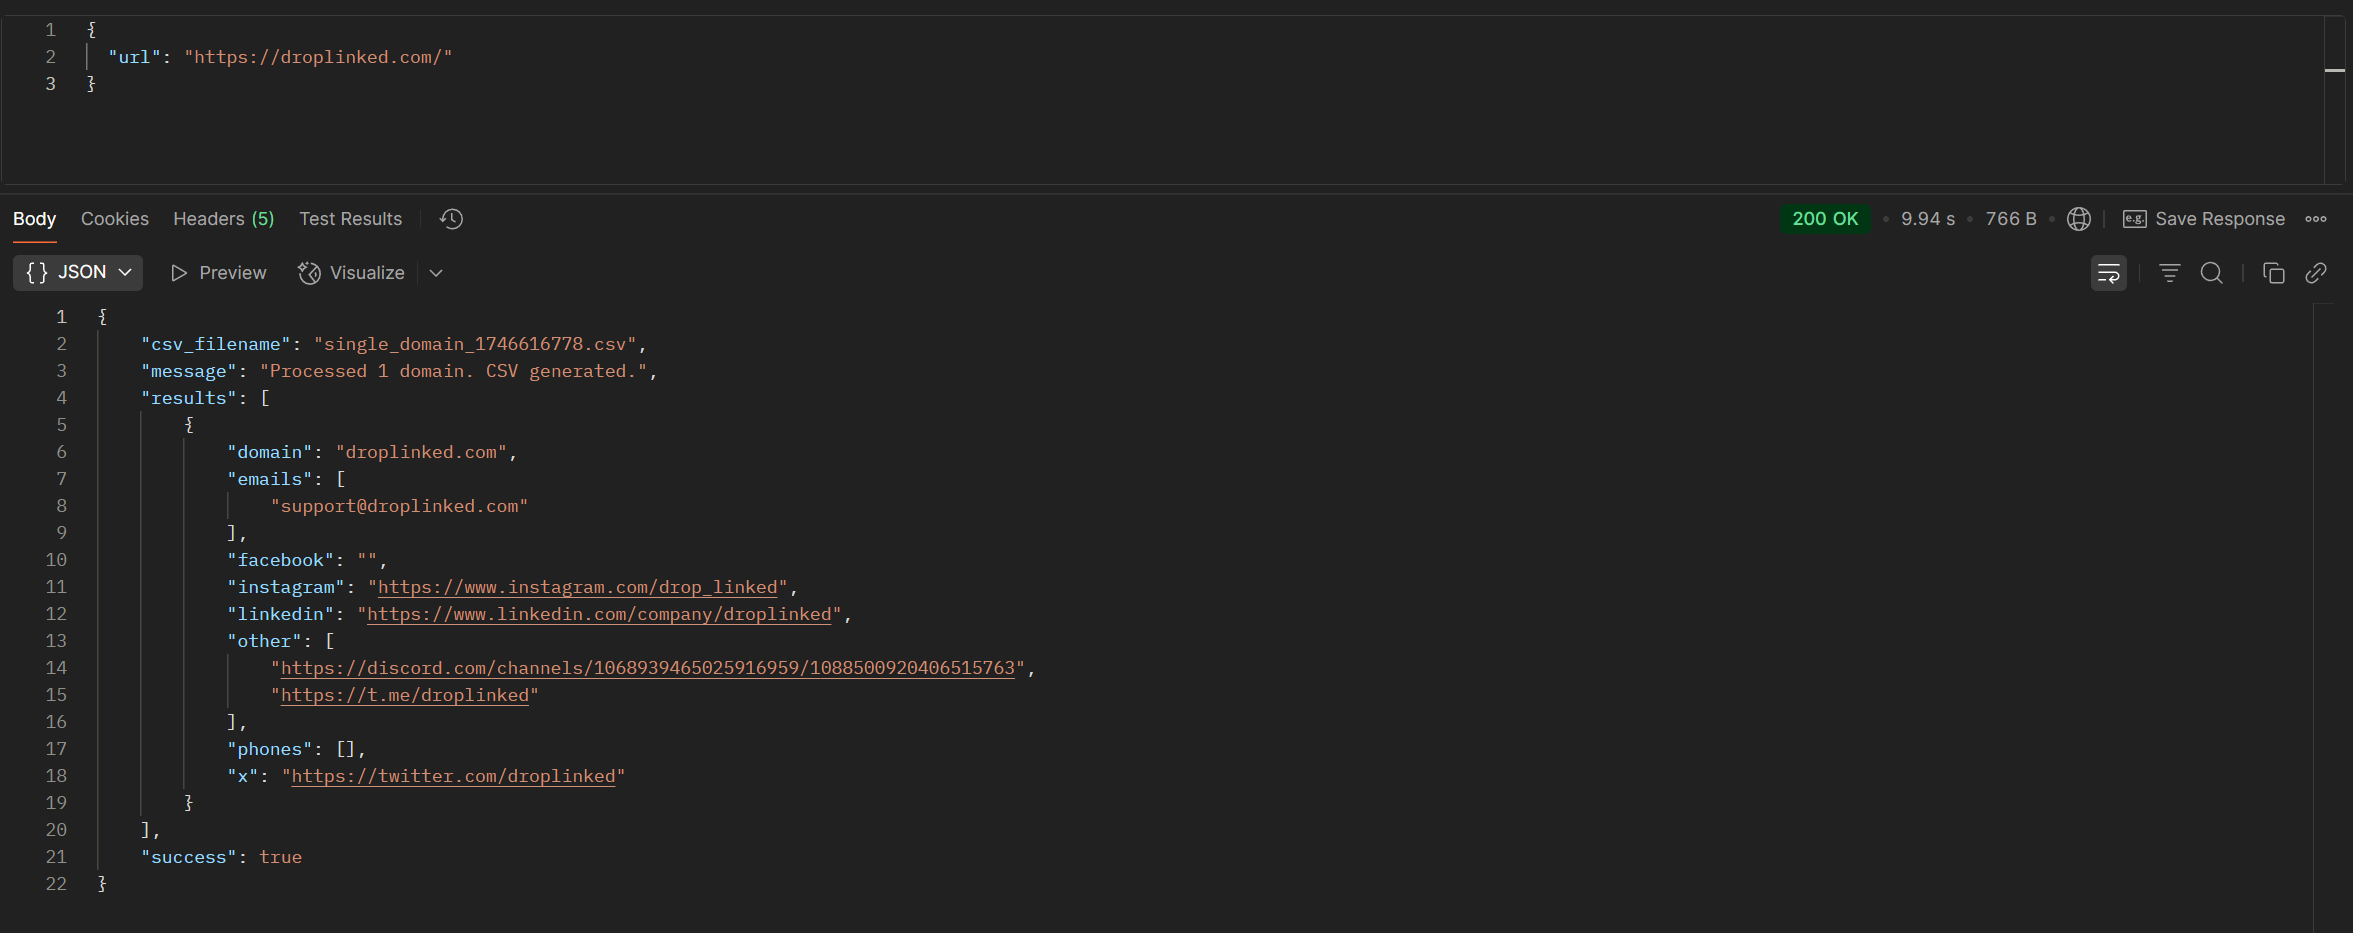 1 {
2 "url": "https://droplinked.com/"
3 }
Body Cookies Headers (5) Test Results 200 OK • 9.94 s • 766 B • e.g. Save Response
{} JSON Preview Visualize
1 {
2 "csv_filename": "single_domain_1746616778.csv",
3 "message": "Processed 1 domain. CSV generated.",
4 "results": [
5 {
6 "domain": "droplinked.com",
7 "emails": [
8 "support@droplinked.com"
9 ],
10 "facebook": "",
11 "instagram": "https://www.instagram.com/drop_linked",
12 "linkedin": "https://www.linkedin.com/company/droplinked",
13 "other": [
14 "https://discord.com/channels/1068939465025916959/1088500920406515763",
15 "https://t.me/droplinked"
16 ],
17 "phones": [],
18 "x": "https://twitter.com/droplinked"
19 }
20 ],
21 "success": true
22 }